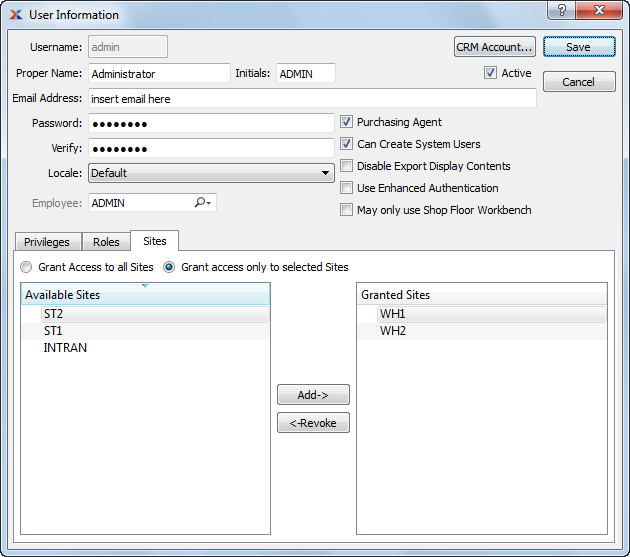 User Information
Username: admin
CRM Account... Save
Proper Name: Administrator Initials: ADMIN Active
Cancel
Email Address: insert email here
Password: ●●●●●●●● Purchasing Agent
Verify: ●●●●●●●● Can Create System Users
Locale: Default Disable Export Display Contents
Use Enhanced Authentication
Employee: ADMIN May only use Shop Floor Workbench
Privileges Roles Sites
Grant Access to all Sites Grant access only to selected Sites
Available Sites Granted Sites
ST2 WH1
ST1 WH2
INTRAN
Add->
<-Revoke